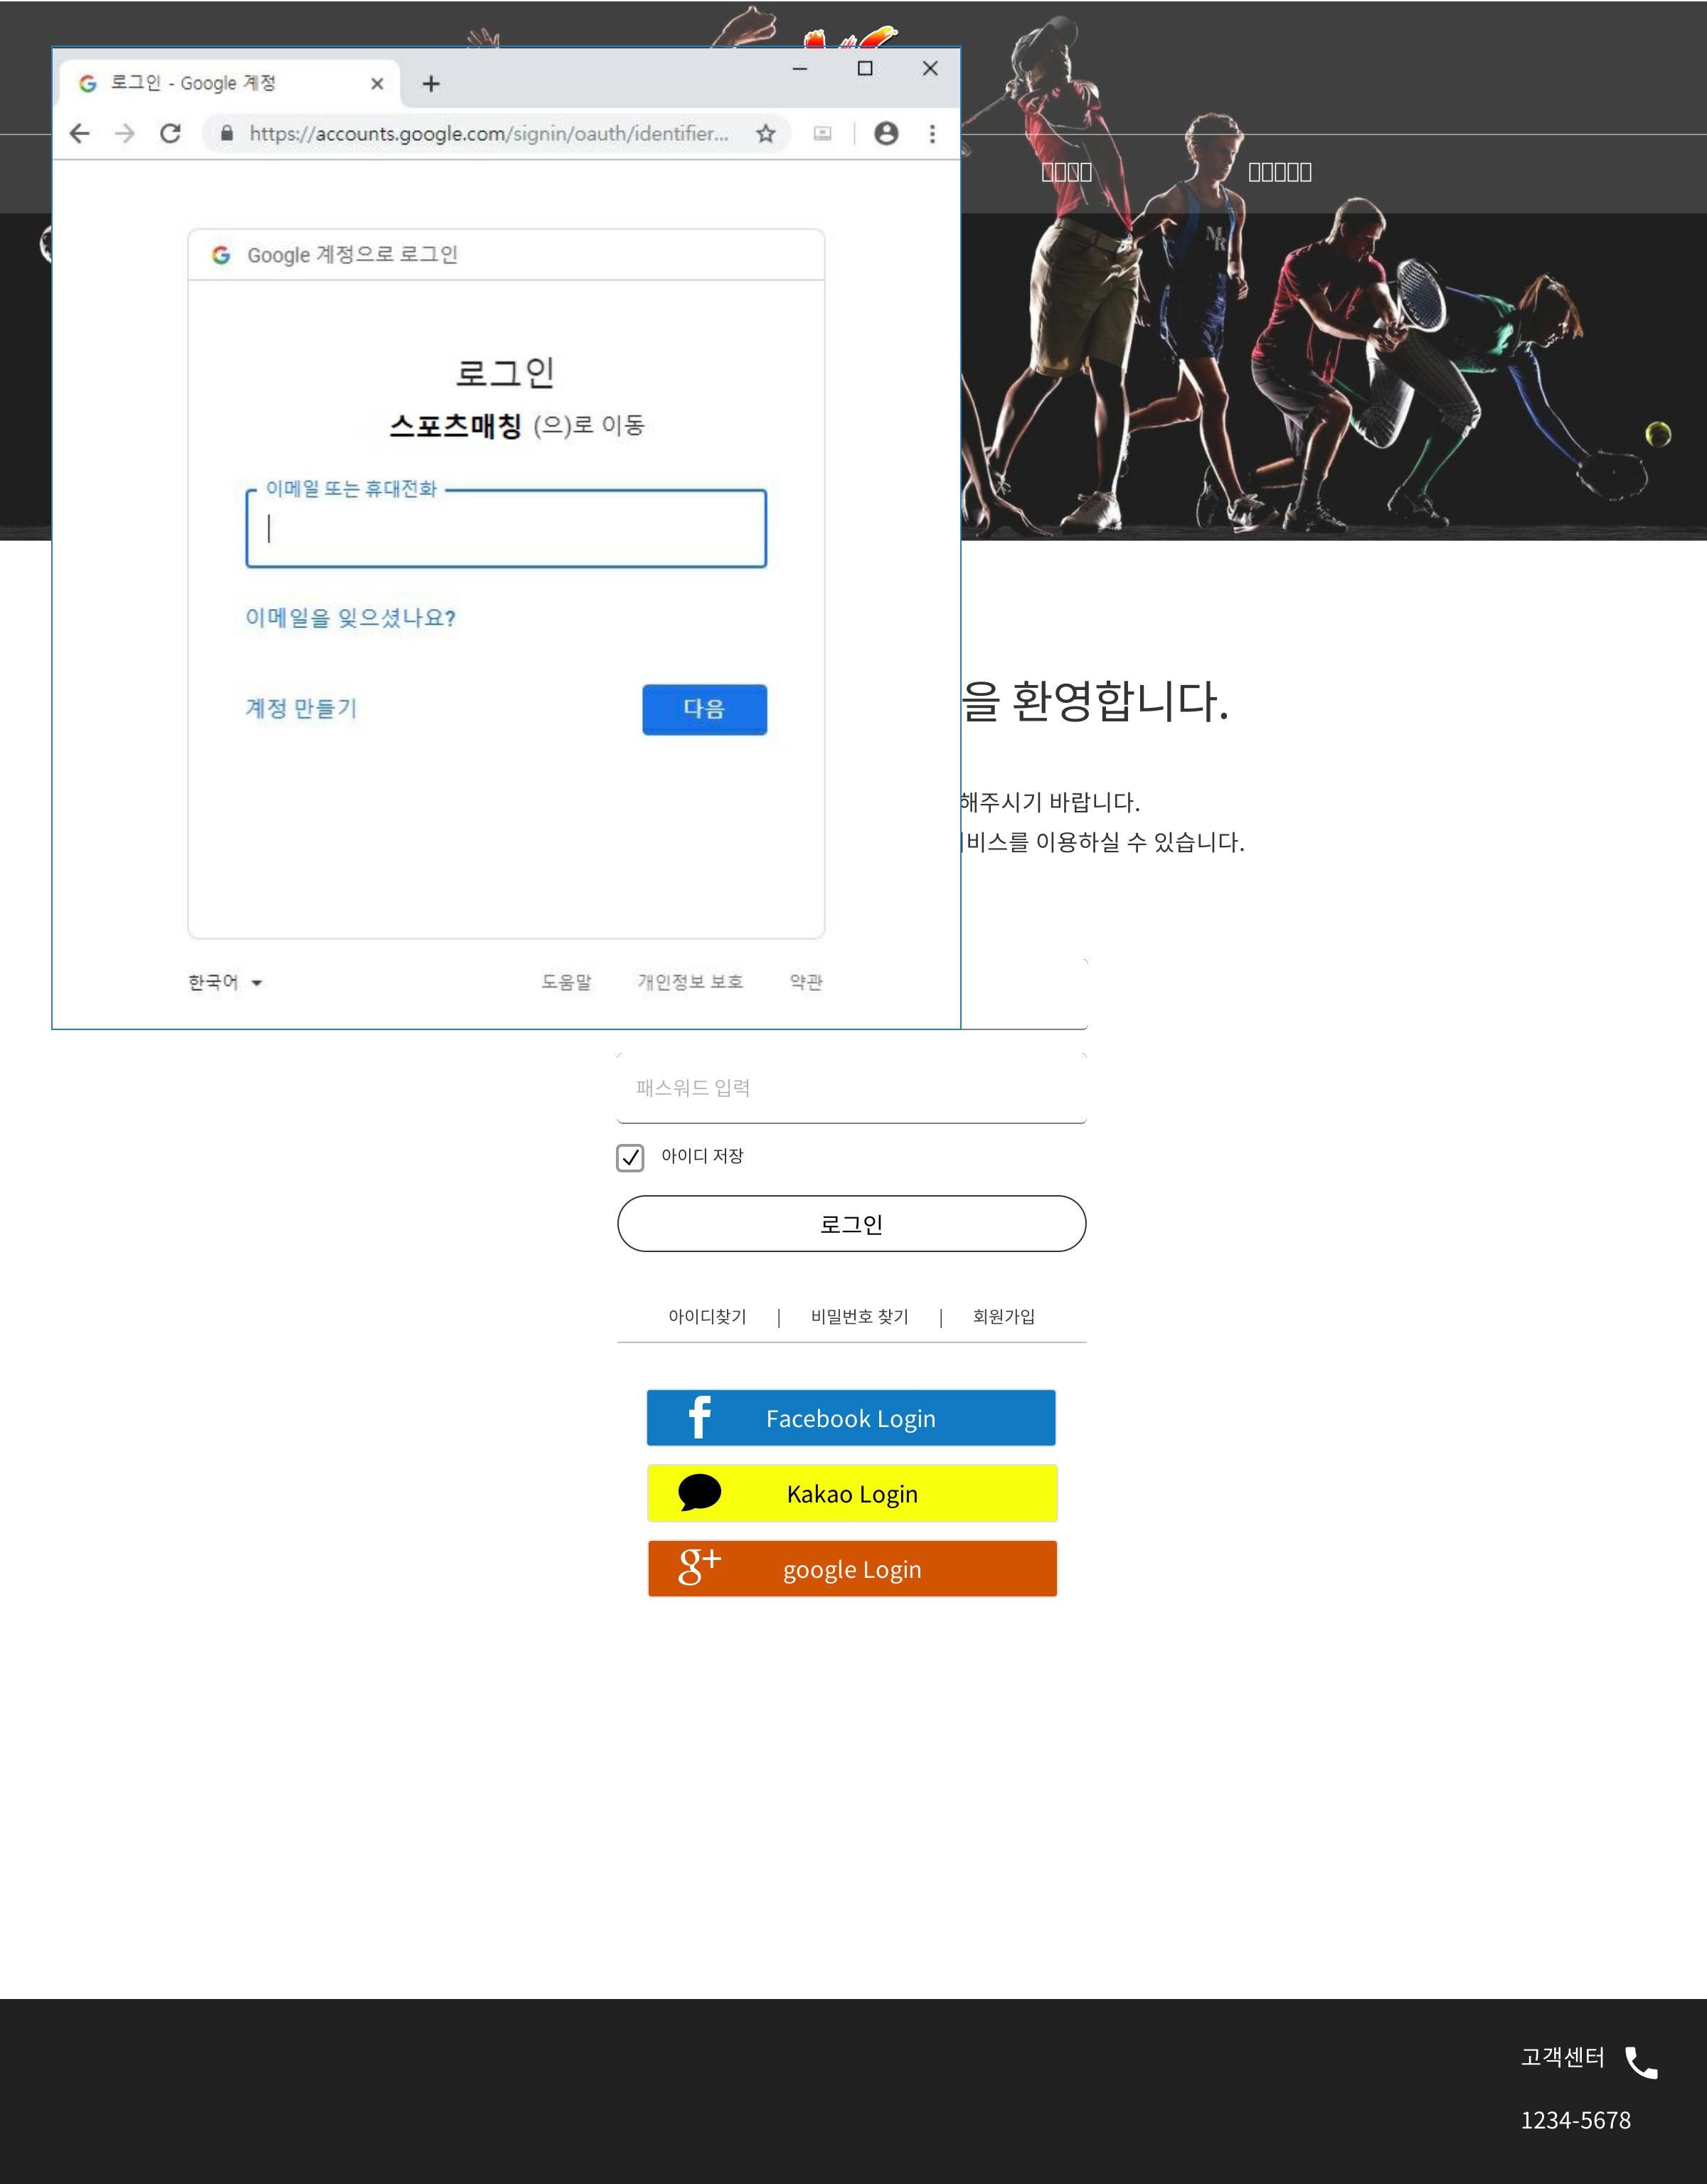 로그인 - Google 계정
https://accounts.google.com/signin/oauth/identifier...
Google 계정으로 로그인
로그인
스포츠매칭 (으)로 이동
이메일 또는 휴대전화
이메일을 잊으셨나요?
계정 만들기 다음
한국어 도움말 개인정보 보호 약관
을 환영합니다.
해주시기 바랍니다.
비스를 이용하실 수 있습니다.
패스워드 입력
아이디 저장
로그인
아이디찾기 | 비밀번호 찾기 | 회원가입
f Facebook Login
Kakao Login
g+ google Login
고객센터
1234-5678